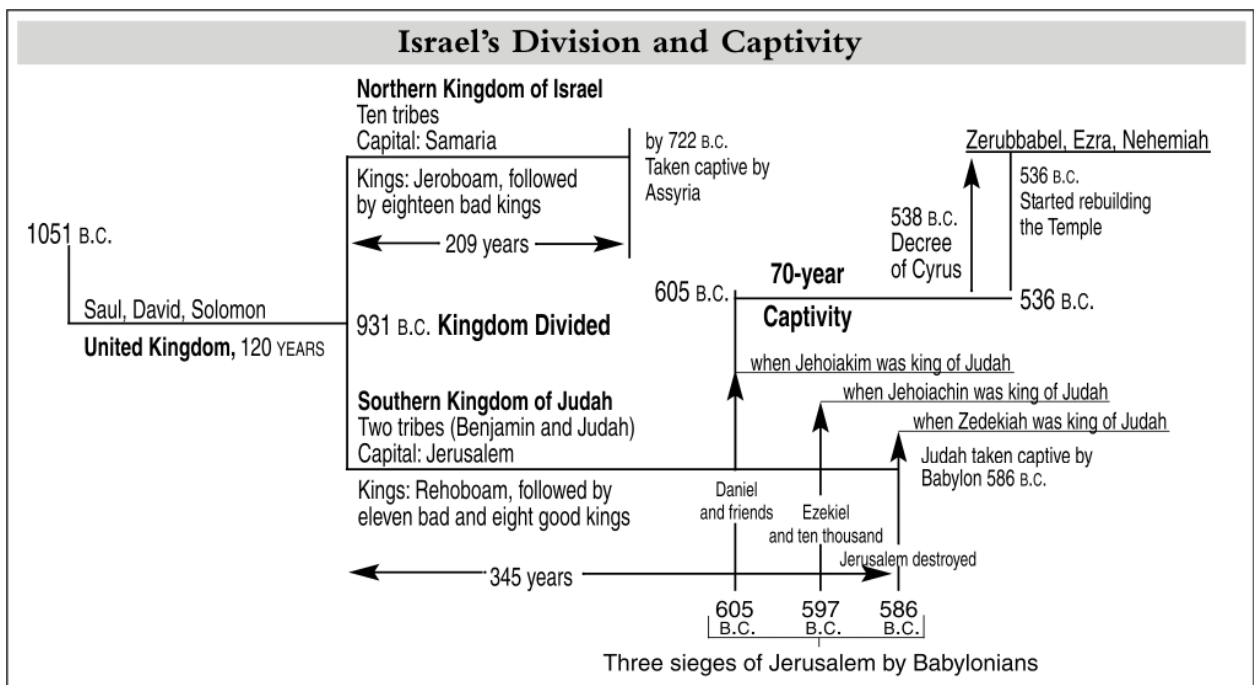 Israel's Division and Captivity
Northern Kingdom of Israel
Ten tribes
Capital: Samaria
Kings: Jeroboam, followed
by eighteen bad kings
209 years
by 722 B.C.
Taken captive by
Assyria
1051 B.C.
Saul, David, Solomon
United Kingdom, 120 YEARS
931 B.C. Kingdom Divided
Zerubbabel, Ezra, Nehemiah
538 B.C.
Decree
of Cyrus
536 B.C.
Started rebuilding
the Temple
605 B.C.
70-year
Captivity
536 B.C.
when Jehoiakim was king of Judah
when Jehoiachin was king of Judah
when Zedekiah was king of Judah
Judah taken captive by
Babylon 586 B.C.
Southern Kingdom of Judah
Two tribes (Benjamin and Judah)
Capital: Jerusalem
Kings: Rehoboam, followed by
eleven bad and eight good kings
345 years
Daniel
and friends
Ezekiel
and ten thousand
Jerusalem destroyed
605
B.C.
597
B.C.
586
B.C.
Three sieges of Jerusalem by Babylonians